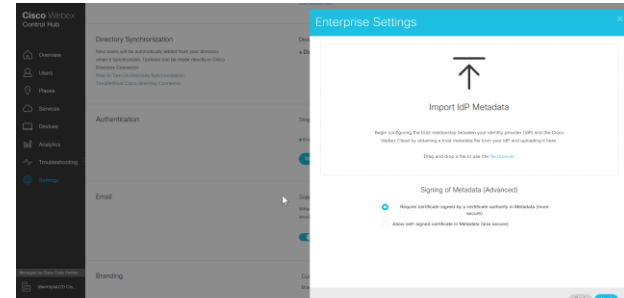 Cisco Webex
Control Hub
Overview
Users
Places
Services
Devices
Analytics
Troubleshooting
Settings
Directory Synchronization
New users will be automatically added from your directory
when it synchronizes. Updates can be made directly in Cisco
Directory Connector.
How to Turn On Directory Synchronization
Troubleshoot Cisco Directory Connector
Authentication
Email
Branding
Enterprise Settings
Import IdP Metadata
Begin configuring the trust relationship between your identity provider (IdP) and the Cisco
Webex Cloud by obtaining a trust metadata file from your IdP and uploading it here.
Drag and drop a file or use the file browser
Signing of Metadata (Advanced)
Require certificate signed by a certificate authority in Metadata (more
secure)
Allow self-signed certificate in Metadata (less secure)